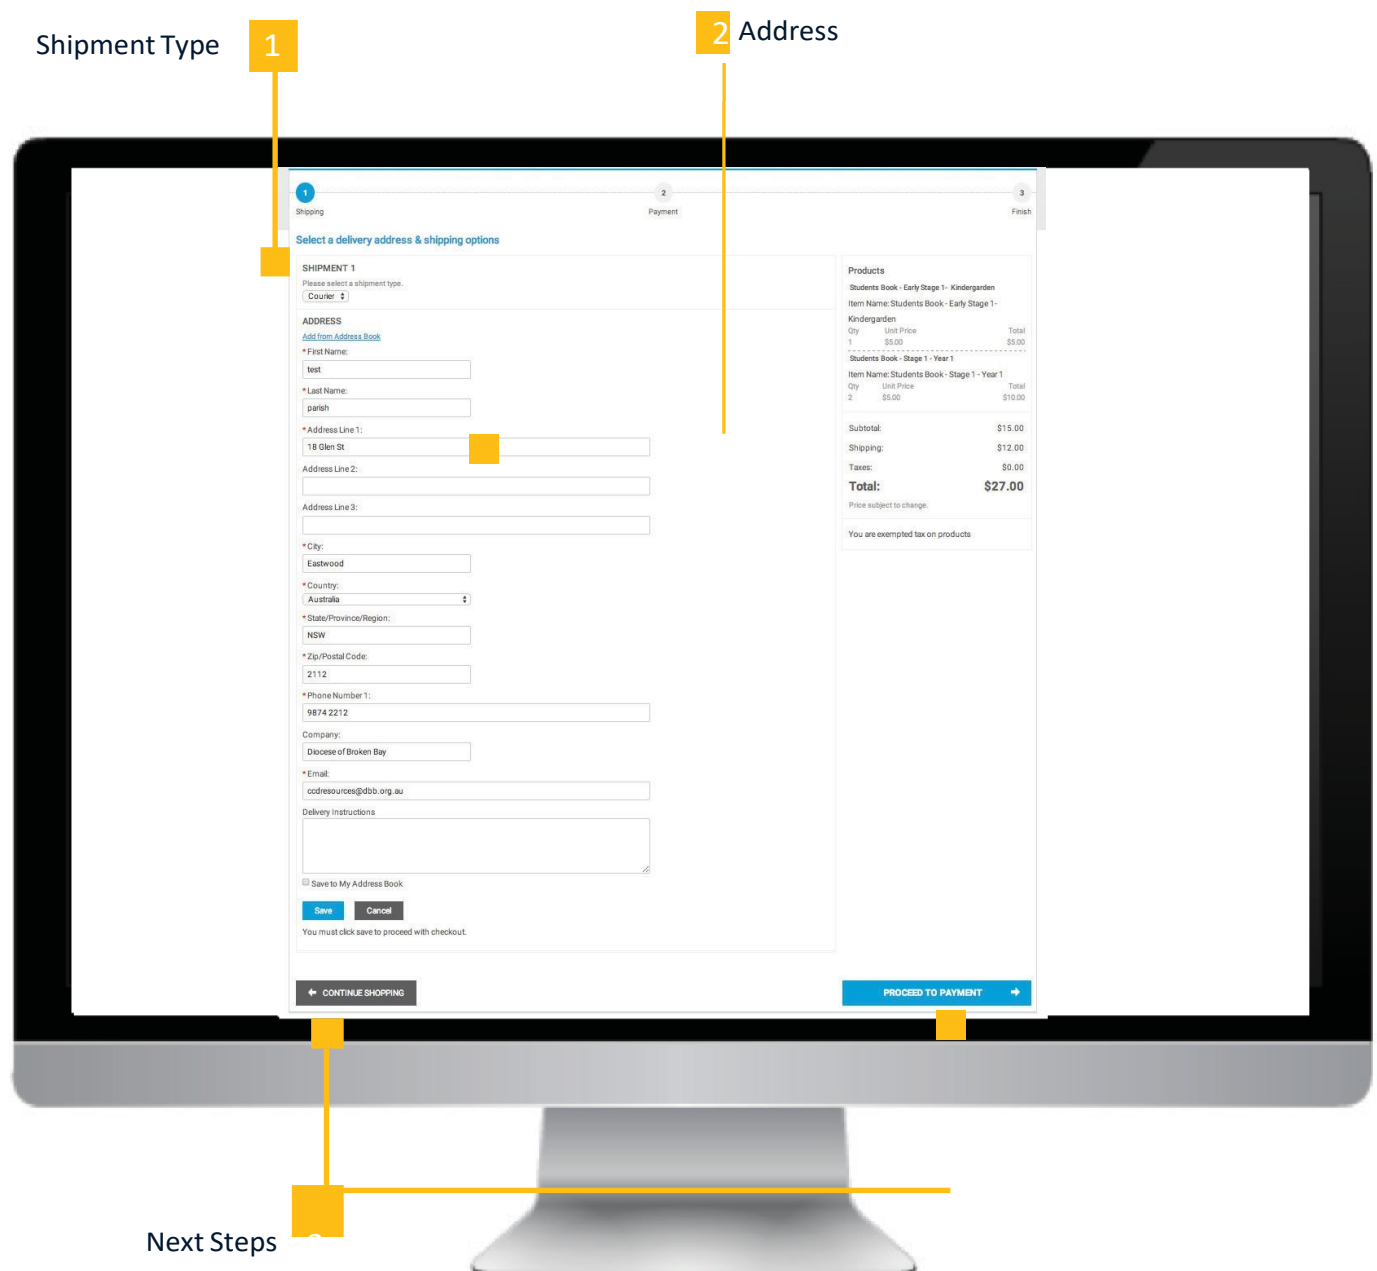 Shipment Type
1
2
Address
1
2
3
Shipping
Payment
Finish
Select a delivery address & shipping options
SHIPMENT 1
Please select a shipment type.
Courier
ADDRESS
Add from Address Book
* First Name:
test
* Last Name:
parish
* Address Line 1:
18 Glen St
Address Line 2:
Address Line 3:
* City:
Eastwood
* Country:
Australia
* State/Province/Region:
NSW
* Zip/Postal Code:
2112
* Phone Number 1:
9874 2212
Company:
Diocese of Broken Bay
* Email:
ccdresources@dbb.org.au
Delivery Instructions
Save to My Address Book
Save Cancel
You must click save to proceed with checkout.
Products
Students Book - Early Stage 1- Kindergarden
Item Name: Students Book - Early Stage 1-
Kindergarden
Qty Unit Price Total
1 $5.00 $5.00
Students Book - Stage 1 - Year 1
Item Name: Students Book - Stage 1 - Year 1
Qty Unit Price Total
2 $5.00 $10.00
Subtotal: $15.00
Shipping: $12.00
Taxes: $0.00
Total: $27.00
Price subject to change.
You are exempted tax on products
CONTINUE SHOPPING
PROCEED TO PAYMENT
Next Steps